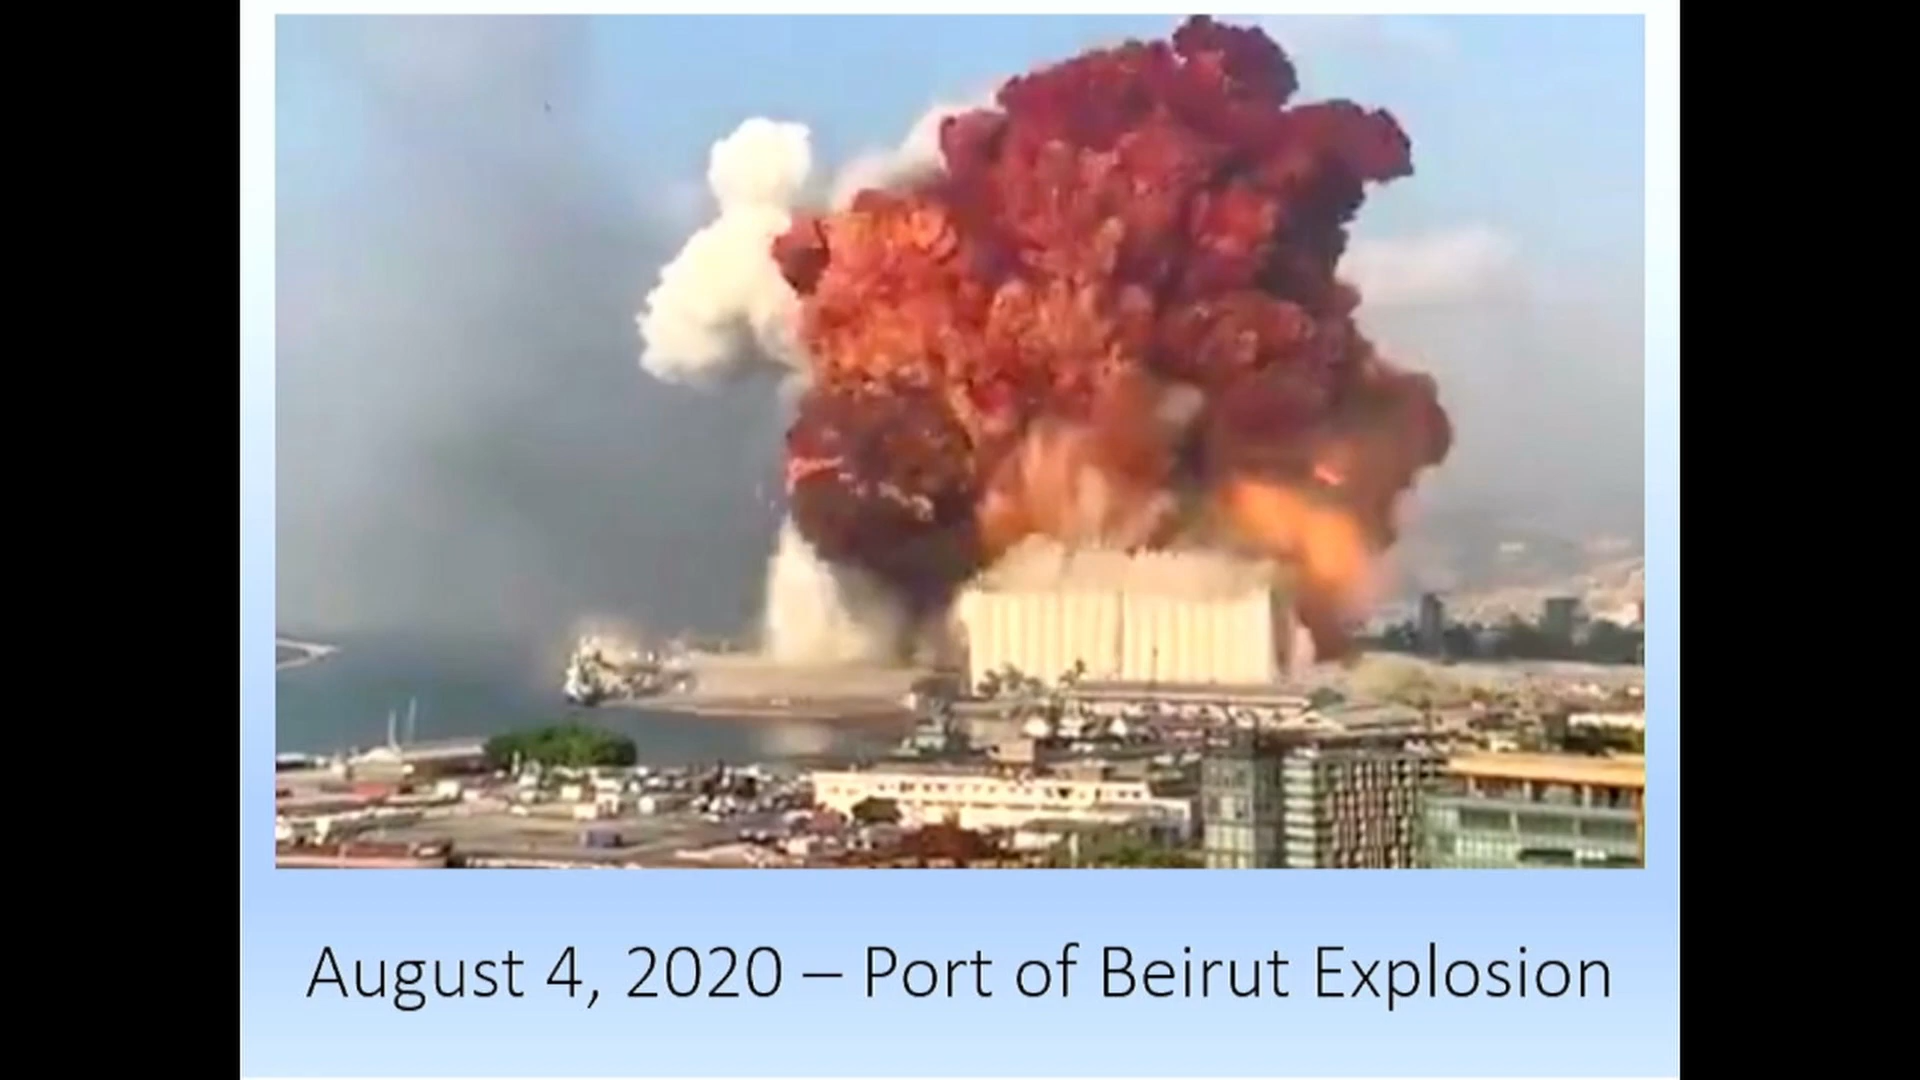 August 4, 2020 – Port of Beirut Explosion